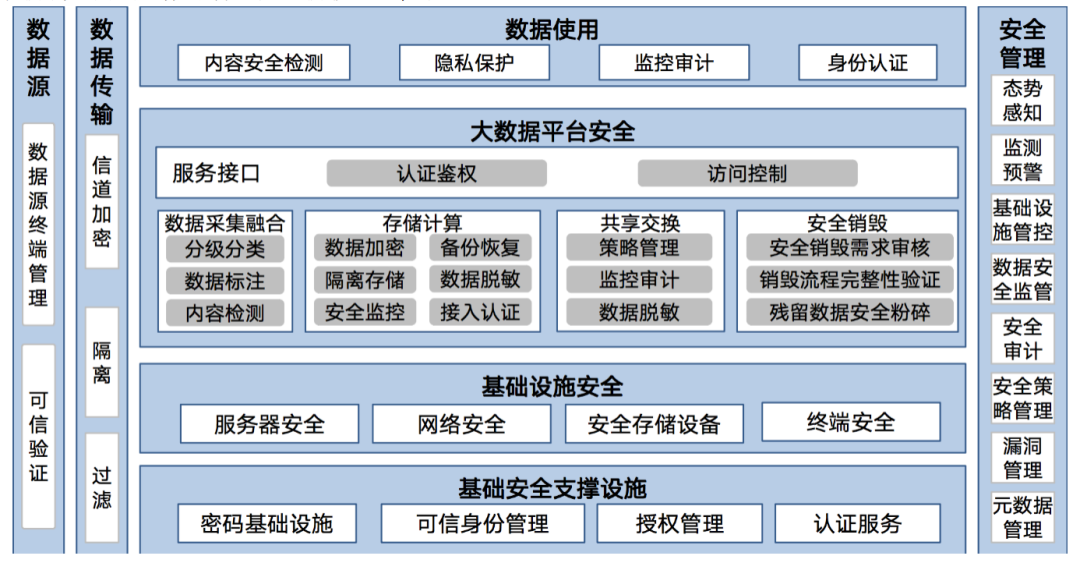 数据源
数据源终端管理
可信验证
数据传输
信道加密
隔离
过滤
数据使用
内容安全检测
隐私保护
监控审计
身份认证
大数据平台安全
服务接口
认证鉴权
访问控制
数据采集融合
分级分类
数据标注
内容检测
存储计算
数据加密
备份恢复
隔离存储
数据脱敏
安全监控
接入认证
共享交换
策略管理
监控审计
数据脱敏
安全销毁
安全销毁需求审核
销毁流程完整性验证
残留数据安全粉碎
基础设施安全
服务器安全
网络安全
安全存储设备
终端安全
基础安全支撑设施
密码基础设施
可信身份管理
授权管理
认证服务
安全
管理
态势
感知
监测
预警
基础设
施管控
数据安
全监管
安全
审计
安全策
略管理
漏洞
管理
元数据
管理